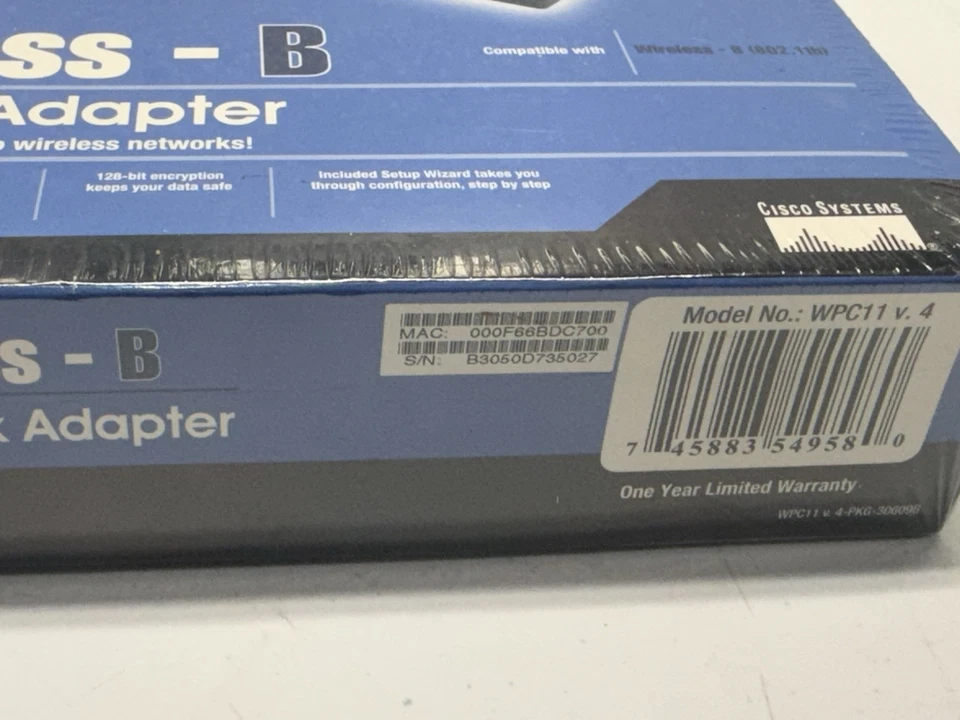 ss - B
Compatible with
Wireless - B (802.11b)
Adapter
wireless networks!
128-bit encryption
keeps your data safe
Included Setup Wizard takes you
through configuration, step by step
CISCO SYSTEMS
s - B
Adapter
MAC: 000F66BDC700
S/N: B3050D735027
Model No.: WPC11 v. 4
7 45883 54958 0
One Year Limited Warranty
WPC11 v. 4-PKG-30609B